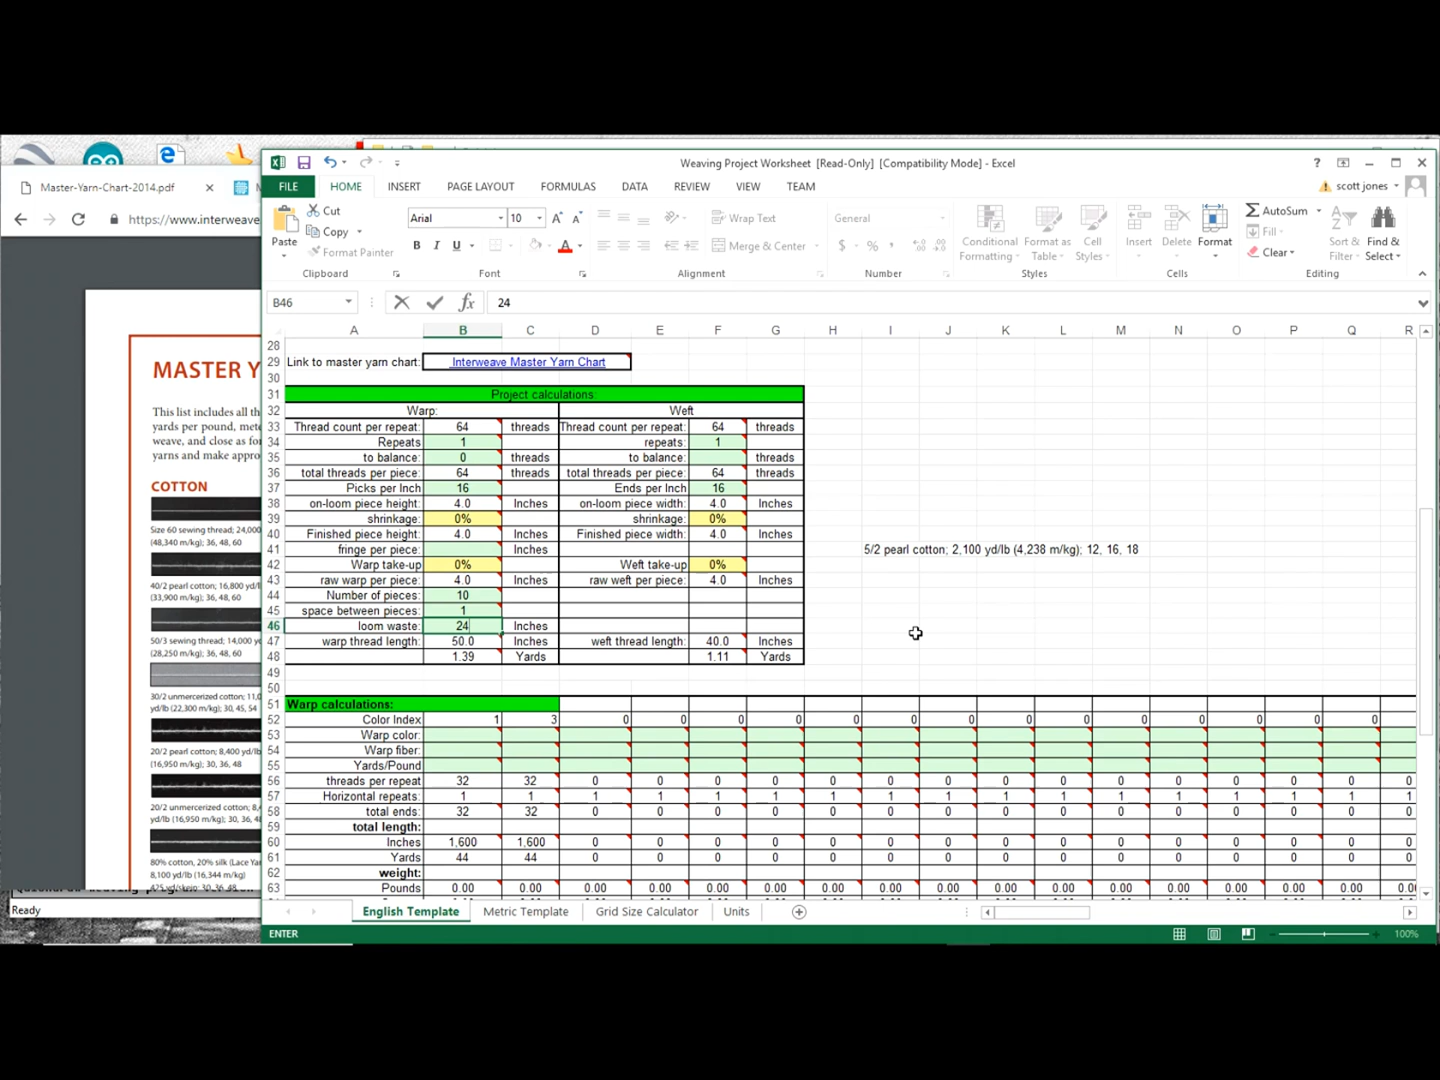 Master-Yarn-Chart-2014.pdf
https://www.interweave
MASTER Y
This list includes all th
yards per pound, mete
weave, and close as fo
yarns and make appro
COTTON
Size 60 sewing thread; 24,000
(48,340 m/kg); 36, 48, 60
40/2 pearl cotton; 16,800 yd/l
(33,900 m/kg); 36, 48, 60
50/3 sewing thread; 14,000 y
(28,250 m/kg); 36, 48, 60
30/2 unmercerized cotton; 11,0
yd/lb (22,300 m/kg); 30, 45, 54
20/2 pearl cotton; 8,400 yd/lb
(16,950 m/kg); 30, 36, 48
20/2 unmercerized cotton; 8,4
yd/lb (16,950 m/kg); 30, 36, 4
80% cotton, 20% silk (Lace Yar
8,100 yd/lb (16,344 m/kg)
425 yd/skein; 30, 36, 48
Ready
Weaving Project Worksheet [Read-Only] [Compatibility Mode] - Excel
FILE HOME INSERT PAGE LAYOUT FORMULAS DATA REVIEW VIEW TEAM scott jones
Paste Cut Copy Format Painter Clipboard
Arial 10 B I U A Font
Wrap Text Merge & Center Alignment
General $ % , Number
Conditional Formatting Format as Table Cell Styles Styles
Insert Delete Format Cells
AutoSum Fill Clear Sort & Filter Find & Select Editing
B46 fx 24
A B C D E F G H I J K L M N O P Q R
28
29 Link to master yarn chart: Interweave Master Yarn Chart
30
31 Project calculations:
32 Warp: Weft
33 Thread count per repeat: 64 threads Thread count per repeat: 64 threads
34 Repeats 1 repeats: 1
35 to balance: 0 threads to balance: threads
36 total threads per piece: 64 threads total threads per piece: 64 threads
37 Picks per Inch 16 Ends per Inch 16
38 on-loom piece height: 4.0 Inches on-loom piece width: 4.0 Inches
39 shrinkage: 0% shrinkage: 0%
40 Finished piece height: 4.0 Inches Finished piece width: 4.0 Inches
41 fringe per piece: Inches 5/2 pearl cotton; 2,100 yd/lb (4,238 m/kg); 12, 16, 18
42 Warp take-up 0% Weft take-up 0%
43 raw warp per piece: 4.0 Inches raw weft per piece: 4.0 Inches
44 Number of pieces: 10
45 space between pieces: 1
46 loom waste: 24 Inches
47 warp thread length: 50.0 Inches weft thread length: 40.0 Inches
48 1.39 Yards 1.11 Yards
49
50
51 Warp calculations:
52 Color Index 1 3 0 0 0 0 0 0 0 0 0 0 0 0 0 0
53 Warp color:
54 Warp fiber:
55 Yards/Pound
56 threads per repeat 32 32 0 0 0 0 0 0 0 0 0 0 0 0 0 0
57 Horizontal repeats: 1 1 1 1 1 1 1 1 1 1 1 1 1 1 1 1 1
58 total ends: 32 32 0 0 0 0 0 0 0 0 0 0 0 0 0 0
59 total length:
60 Inches 1,600 1,600 0 0 0 0 0 0 0 0 0 0 0 0 0
61 Yards 44 44 0 0 0 0 0 0 0 0 0 0 0 0 0
62 weight:
63 Pounds 0.00 0.00 0.00 0.00 0.00 0.00 0.00 0.00 0.00 0.00 0.00 0.00 0.00 0.00 0.00 0.00
English Template Metric Template Grid Size Calculator Units
ENTER 100%